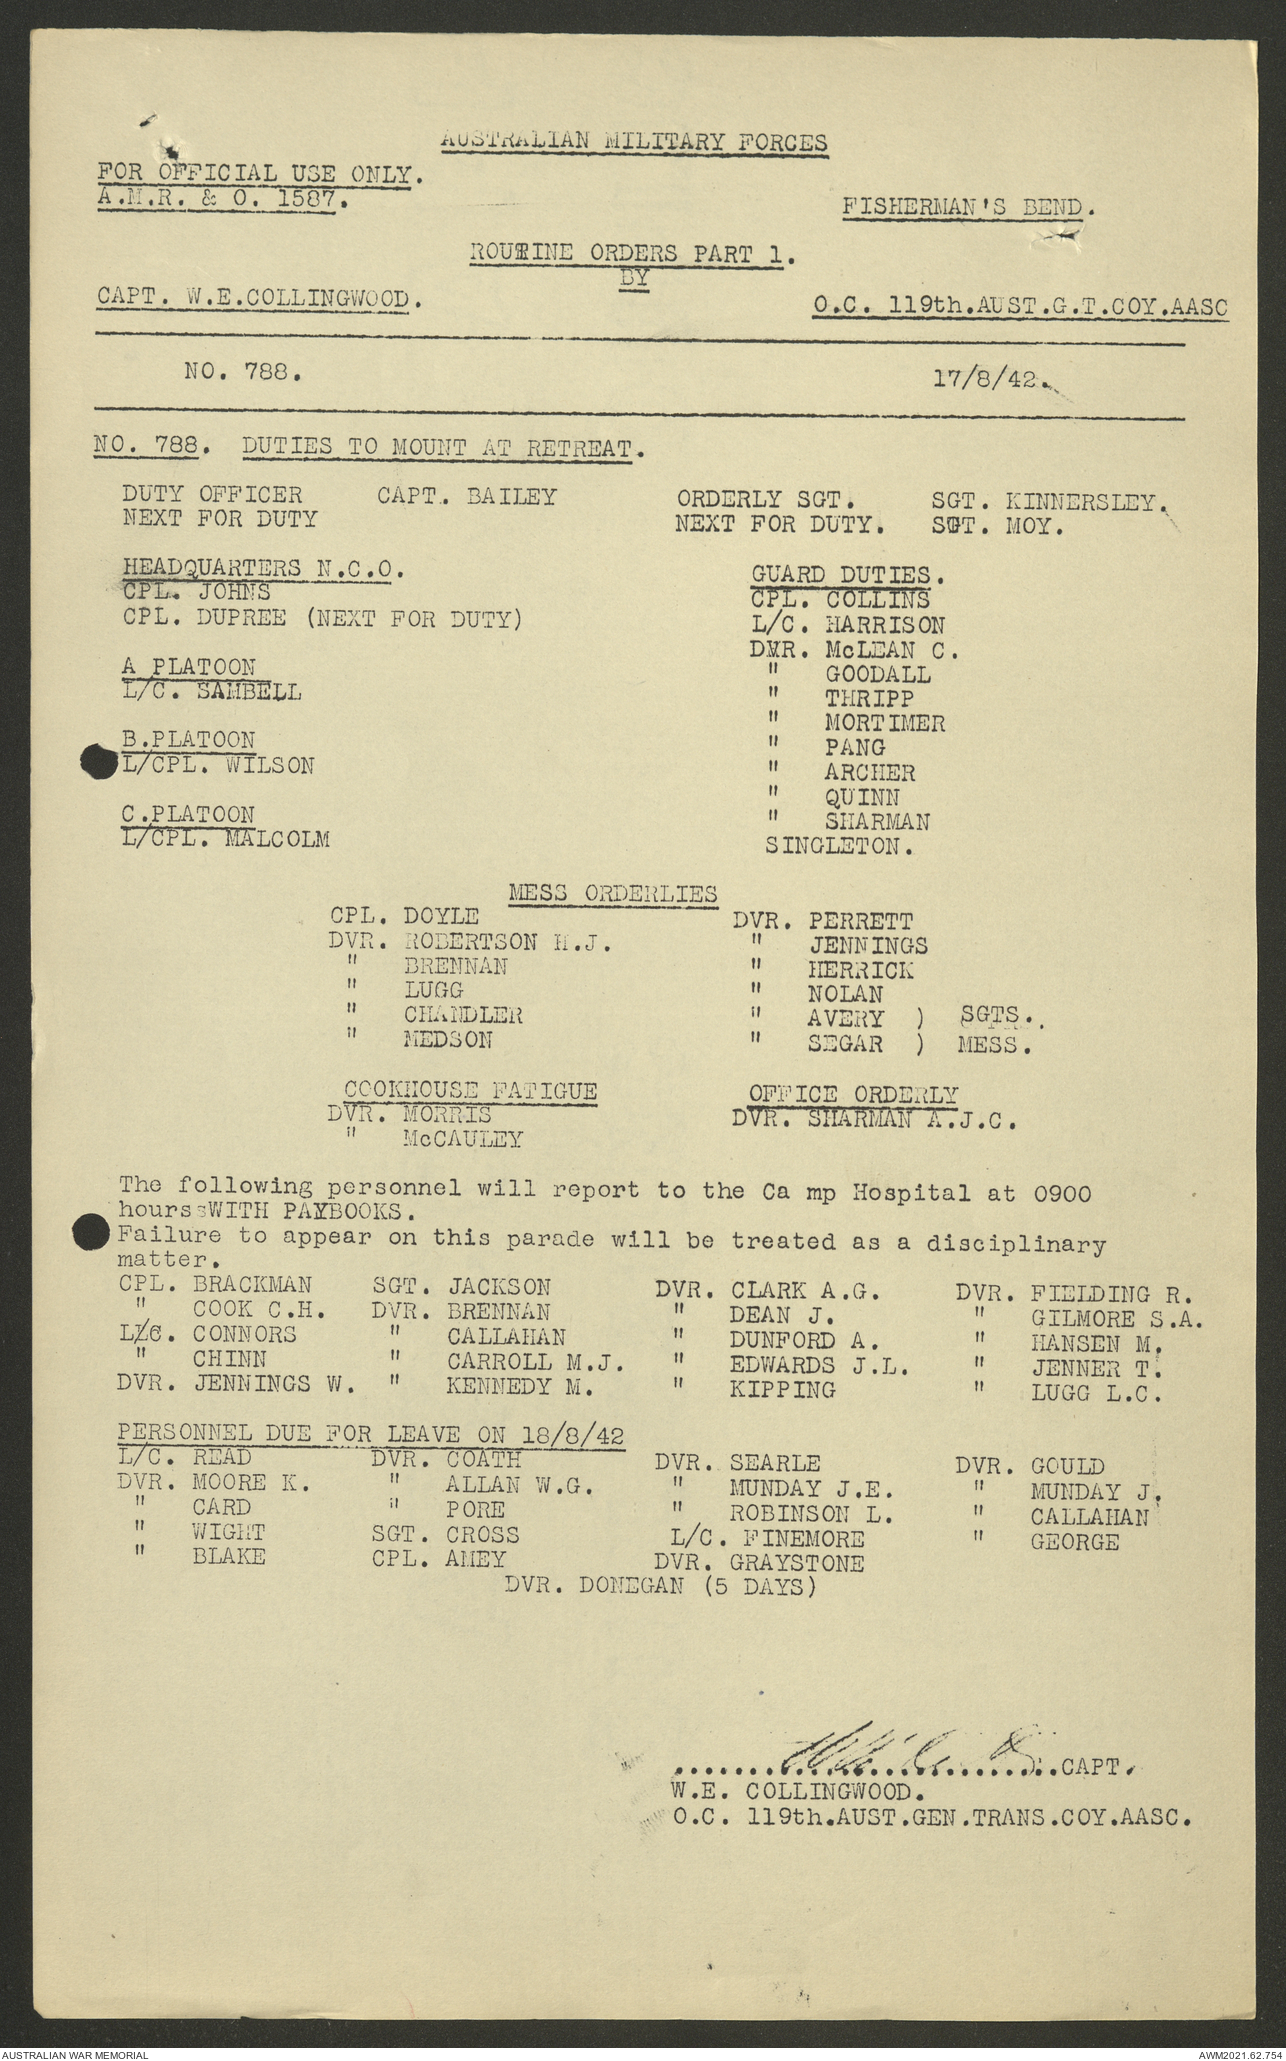 AUSTRALIAN MILITARY FORCES
FOR OFFICIAL USE ONLY.
A.M.R. & O. 1587.
FISHERMAN'S BEND.
ROUTINE ORDERS PART 1.
BY
CAPT. W.E.COLLINGWOOD. O.C. 119th.AUST.G.T.COY.AASC
NO. 788. 17/8/42.
NO. 788. DUTIES TO MOUNT AT RETREAT.
DUTY OFFICER CAPT. BAILEY
NEXT FOR DUTY
ORDERLY SGT. SGT. KINNERSLEY.
NEXT FOR DUTY. SGT. MOY.
HEADQUARTERS N.C.O.
CPL. JOHNS
CPL. DUPREE (NEXT FOR DUTY)
A PLATOON
L/C. SAMBELL
B.PLATOON
L/CPL. WILSON
C.PLATOON
L/CPL. MALCOLM
GUARD DUTIES.
CPL. COLLINS
L/C. HARRISON
DVR. McLEAN C.
" GOODALL
" THRIPP
" MORTIMER
" PANG
" ARCHER
" QUINN
" SHARMAN
SINGLETON.
MESS ORDERLIES
CPL. DOYLE
DVR. ROBERTSON H.J.
" BRENNAN
" LUGG
" CHANDLER
" MEDSON
DVR. PERRETT
" JENNINGS
" HERRICK
" NOLAN
" AVERY ) SGTS.
" SEGAR ) MESS.
COOKHOUSE FATIGUE
DVR. MORRIS
" McCAULEY
OFFICE ORDERLY
DVR. SHARMAN A.J.C.
The following personnel will report to the Ca mp Hospital at 0900
hours WITH PAYBOOKS.
Failure to appear on this parade will be treated as a disciplinary
matter.
CPL. BRACKMAN SGT. JACKSON DVR. CLARK A.G. DVR. FIELDING R.
" COOK C.H. DVR. BRENNAN " DEAN J. " GILMORE S.A.
L/C. CONNORS " CALLAHAN " DUNFORD A. " HANSEN M.
" CHINN " CARROLL M.J. " EDWARDS J.L. " JENNER T.
DVR. JENNINGS W. " KENNEDY M. " KIPPING " LUGG L.C.
PERSONNEL DUE FOR LEAVE ON 18/8/42
L/C. READ DVR. COATH DVR. SEARLE DVR. GOULD
DVR. MOORE K. " ALLAN W.G. " MUNDAY J.E. " MUNDAY J.
" CARD " PORE " ROBINSON L. " CALLAHAN
" WIGHT SGT. CROSS L/C. FINEMORE " GEORGE
" BLAKE CPL. AMEY DVR. GRAYSTONE
DVR. DONEGAN (5 DAYS)
..........................CAPT.
W.E. COLLINGWOOD.
O.C. 119th.AUST.GEN.TRANS.COY.AASC.
AUSTRALIAN WAR MEMORIAL AWM2021.62.754